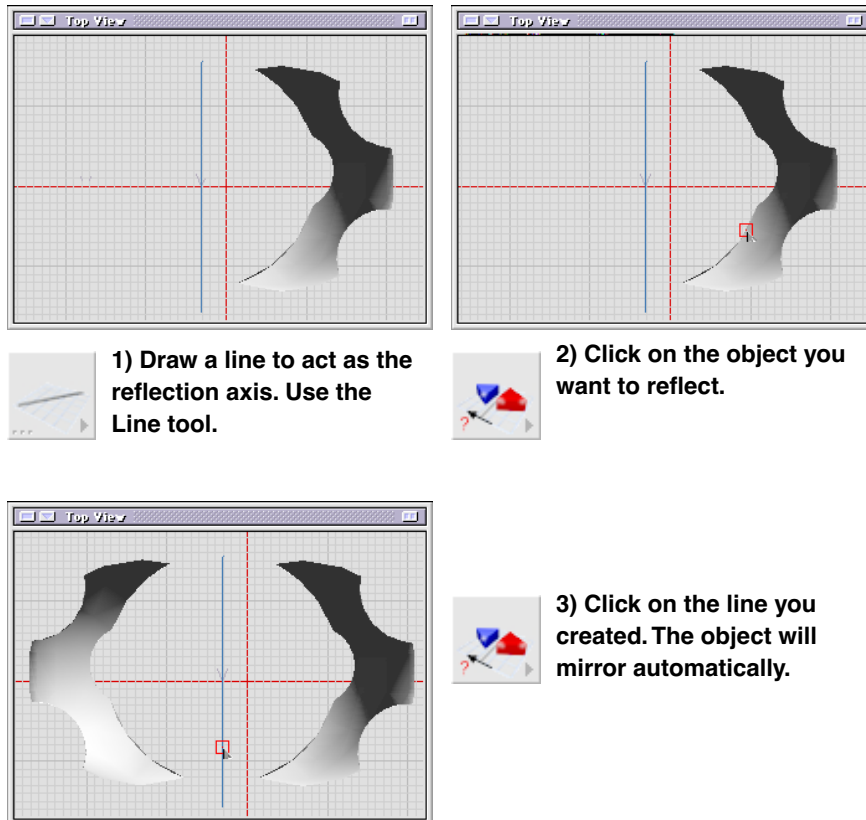 Top View
Top View
1) Draw a line to act as the
reflection axis. Use the
Line tool.
2) Click on the object you
want to reflect.
?
Top View
3) Click on the line you
created. The object will
mirror automatically.
?